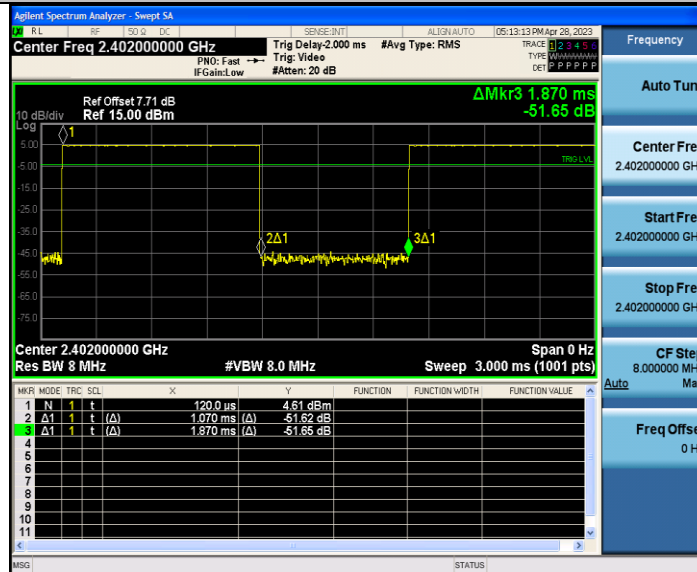 Agilent Spectrum Analyzer - Swept SA
RL RF 50 Ω DC SENSE:INT ALIGN AUTO 05:13:13 PM Apr 28, 2023
Center Freq 2.402000000 GHz
PNO: Fast
IFGain:Low
Trig Delay-2.000 ms
Trig: Video
#Atten: 20 dB
#Avg Type: RMS
TRACE 1 2 3 4 5 6
TYPE
DET P P P P P P
Ref Offset 7.71 dB
10 dB/div Ref 15.00 dBm
Log
ΔMkr3 1.870 ms
-51.65 dB
5.00
-5.00
-15.0
-25.0
-35.0
-45.0
-55.0
-65.0
-75.0
1
TRIG LVL
2Δ1
3Δ1
Center 2.402000000 GHz Span 0 Hz
Res BW 8 MHz #VBW 8.0 MHz Sweep 3.000 ms (1001 pts)
MKR MODE TRC SCL X Y FUNCTION FUNCTION WIDTH FUNCTION VALUE
1 N 1 t 120.0 µs 4.61 dBm
2 Δ1 1 t (Δ) 1.070 ms (Δ) -51.62 dB
3 Δ1 1 t (Δ) 1.870 ms (Δ) -51.65 dB
4
5
6
7
8
9
10
11
MSG STATUS
Frequency
Auto Tun
Center Fre
2.402000000 GH
Start Fre
2.402000000 GH
Stop Fre
2.402000000 GH
CF Ste
8.000000 MH
Auto Ma
Freq Offse
0 H